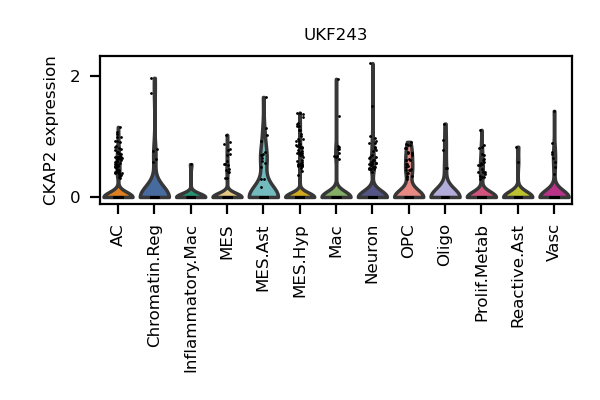 UKF243
CKAP2 expression
2
0
AC
Chromatin.Reg
Inflammatory.Mac
MES
MES.Ast
MES.Hyp
Mac
Neuron
OPC
Oligo
Prolif.Metab
Reactive.Ast
Vasc